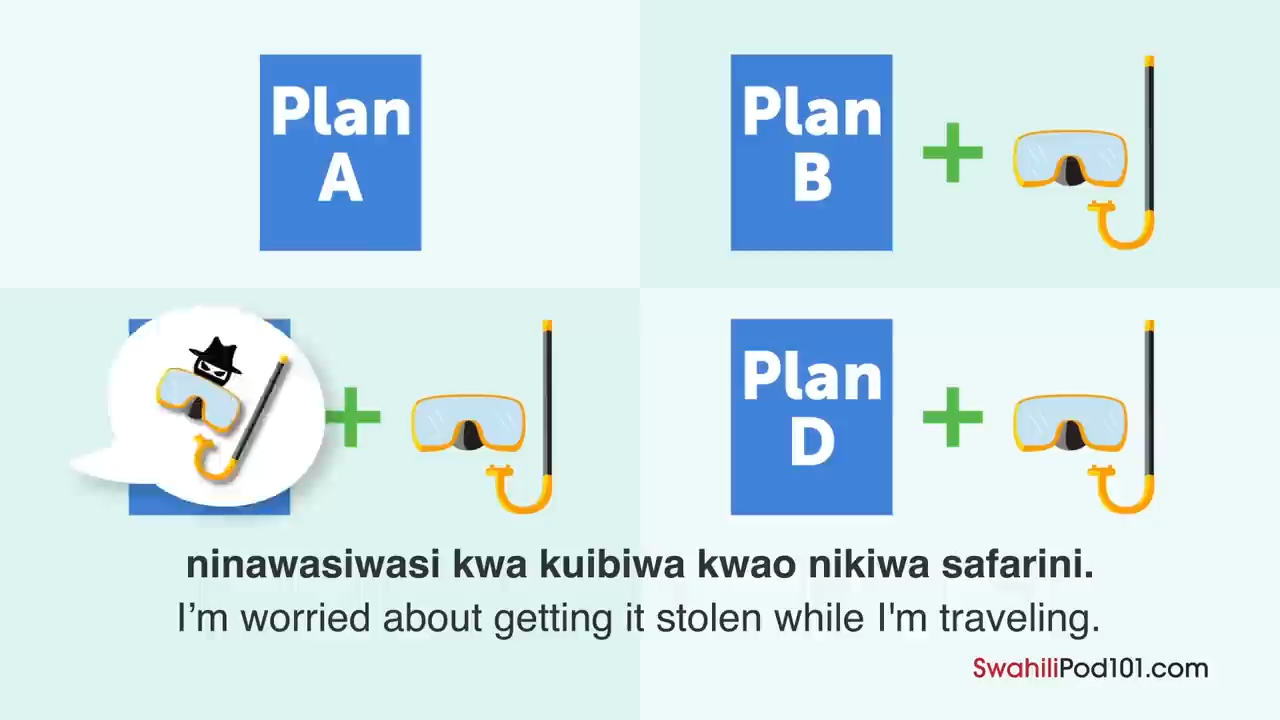 Plan
A
Plan
B
Plan
D
ninawasiwasi kwa kuibiwa kwao nikiwa safarini.
I’m worried about getting it stolen while I'm traveling.
SwahiliPod101.com